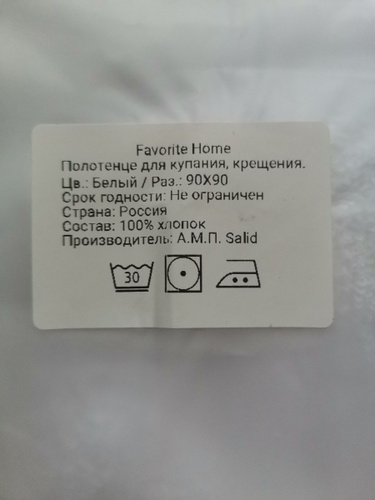 Favorite Home
Полотенце для купания, крещения.
Цв.: Белый / Раз.: 90X90
Срок годности: Не ограничен
Страна: Россия
Состав: 100% хлопок
Производитель: А.М.П. Salid
30